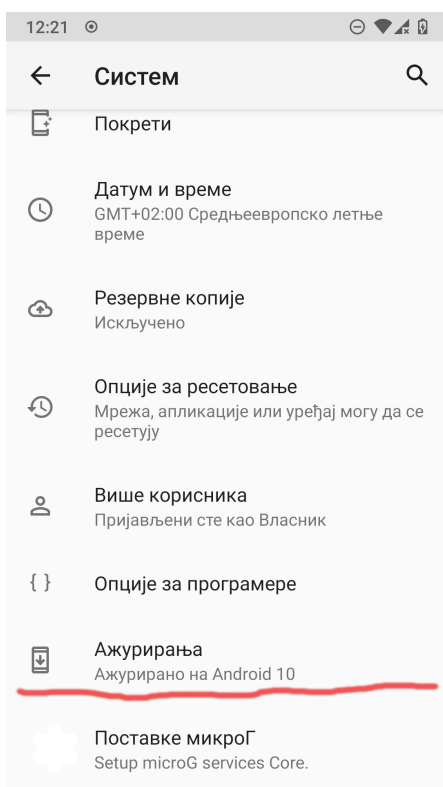 12:21
Систем
Покрети
Датум и време
GMT+02:00 Средњеевропско летње
време
Резервне копије
Искључено
Опције за ресетовање
Мрежа, апликације или уређај могу да се
ресетују
Више корисника
Пријављени сте као Власник
Опције за програмере
Ажурирања
Ажурирано на Android 10
Поставке микроГ
Setup microG services Core.